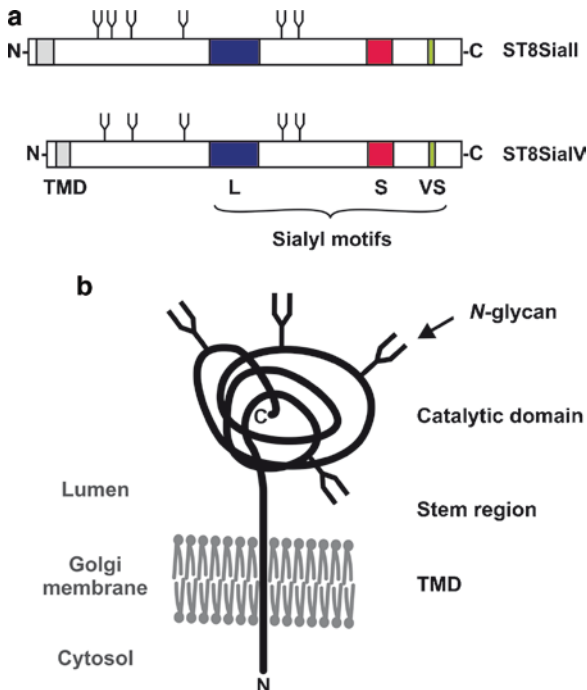 a
N- -C ST8SiaII
N- -C ST8SiaIV
TMD L S VS
Sialyl motifs
b
N-glycan
C
Catalytic domain
Lumen
Stem region
Golgi
membrane
TMD
Cytosol
N